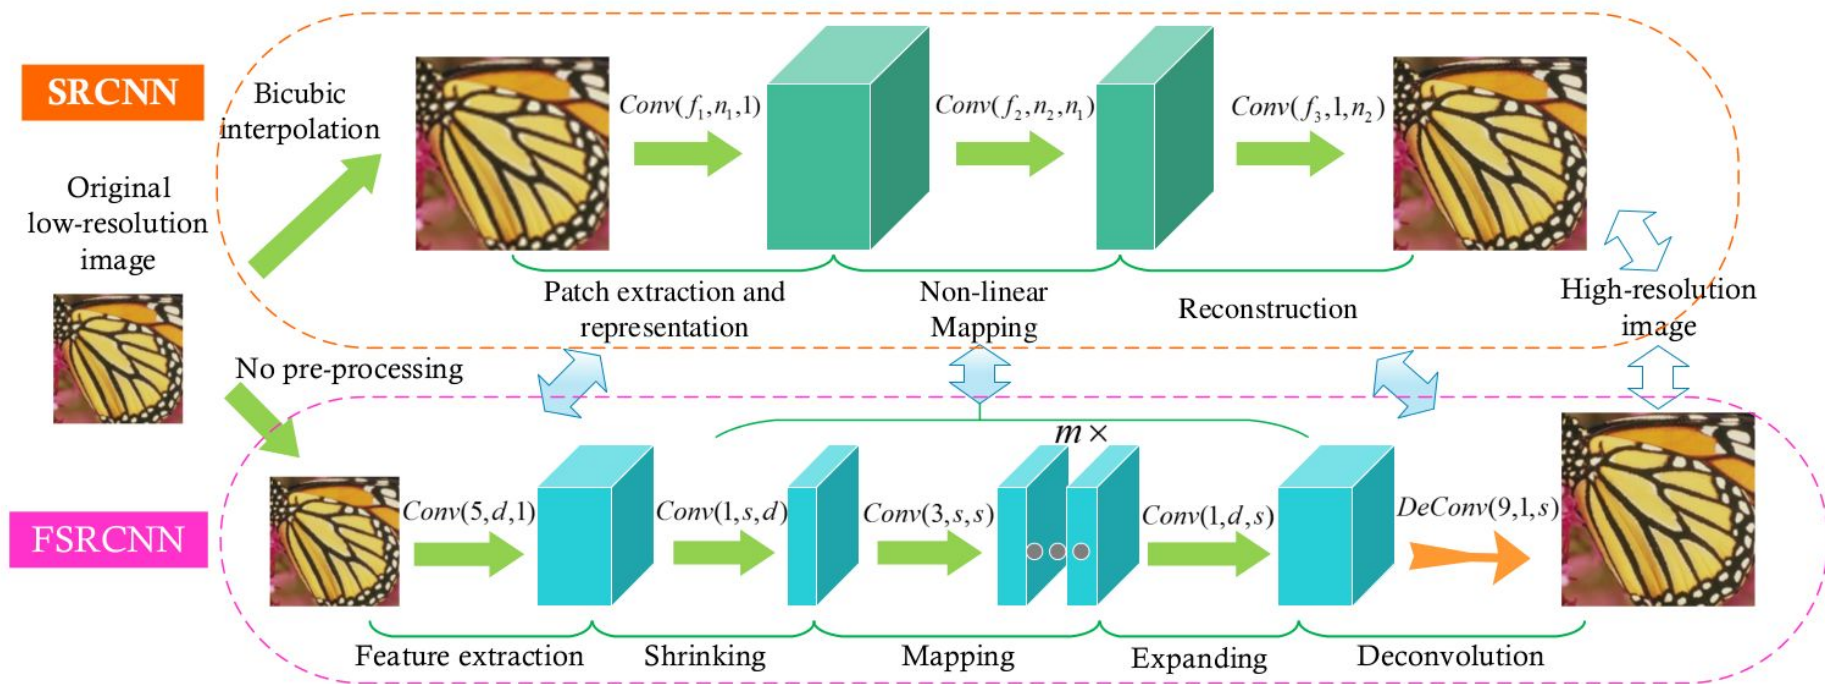 SRCNN
Bicubic
interpolation
Original
low-resolution
image
Conv(f₁,n₁,1)
Conv(f₂,n₂,n₁)
Conv(f₃,1,n₂)
Patch extraction and
representation
Non-linear
Mapping
Reconstruction
High-resolution
image
No pre-processing
FSRCNN
m ×
Conv(5,d,1)
Conv(1,s,d)
Conv(3,s,s)
Conv(1,d,s)
DeConv(9,1,s)
Feature extraction
Shrinking
Mapping
Expanding
Deconvolution